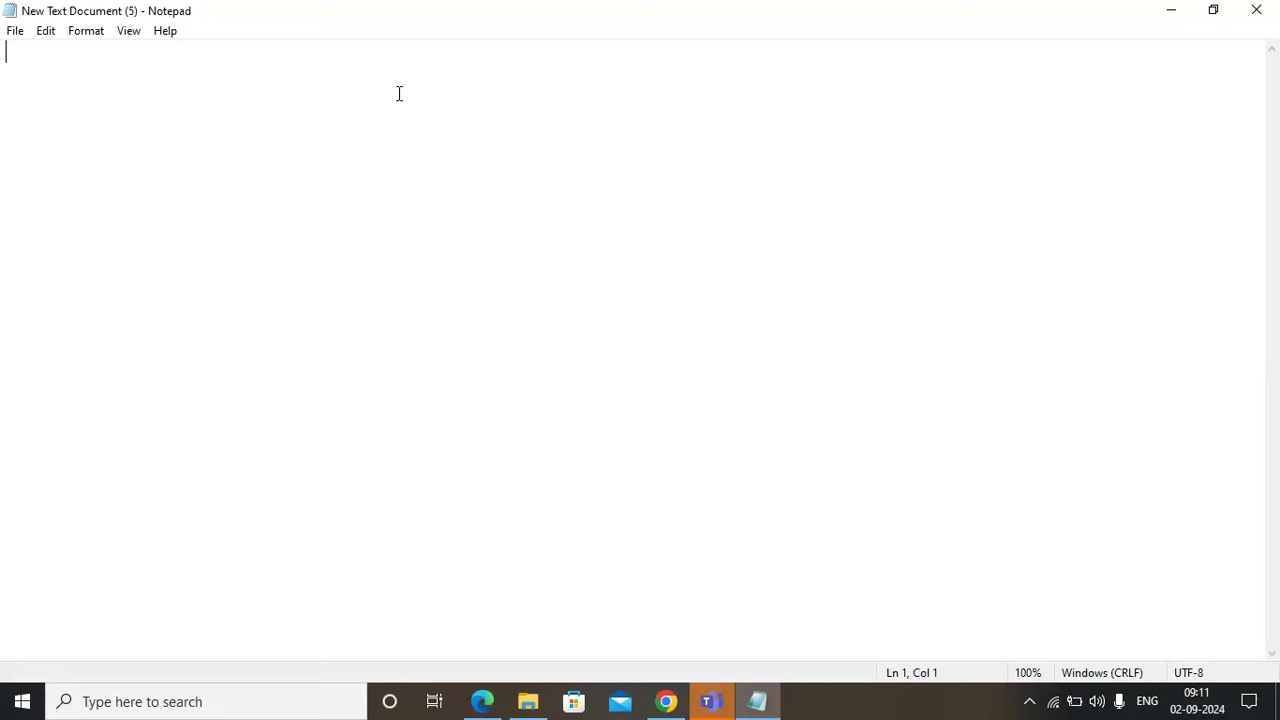 New Text Document (5) - Notepad
File Edit Format View Help
Ln 1, Col 1 100% Windows (CRLF) UTF-8
Type here to search
ENG
09:11
02-09-2024